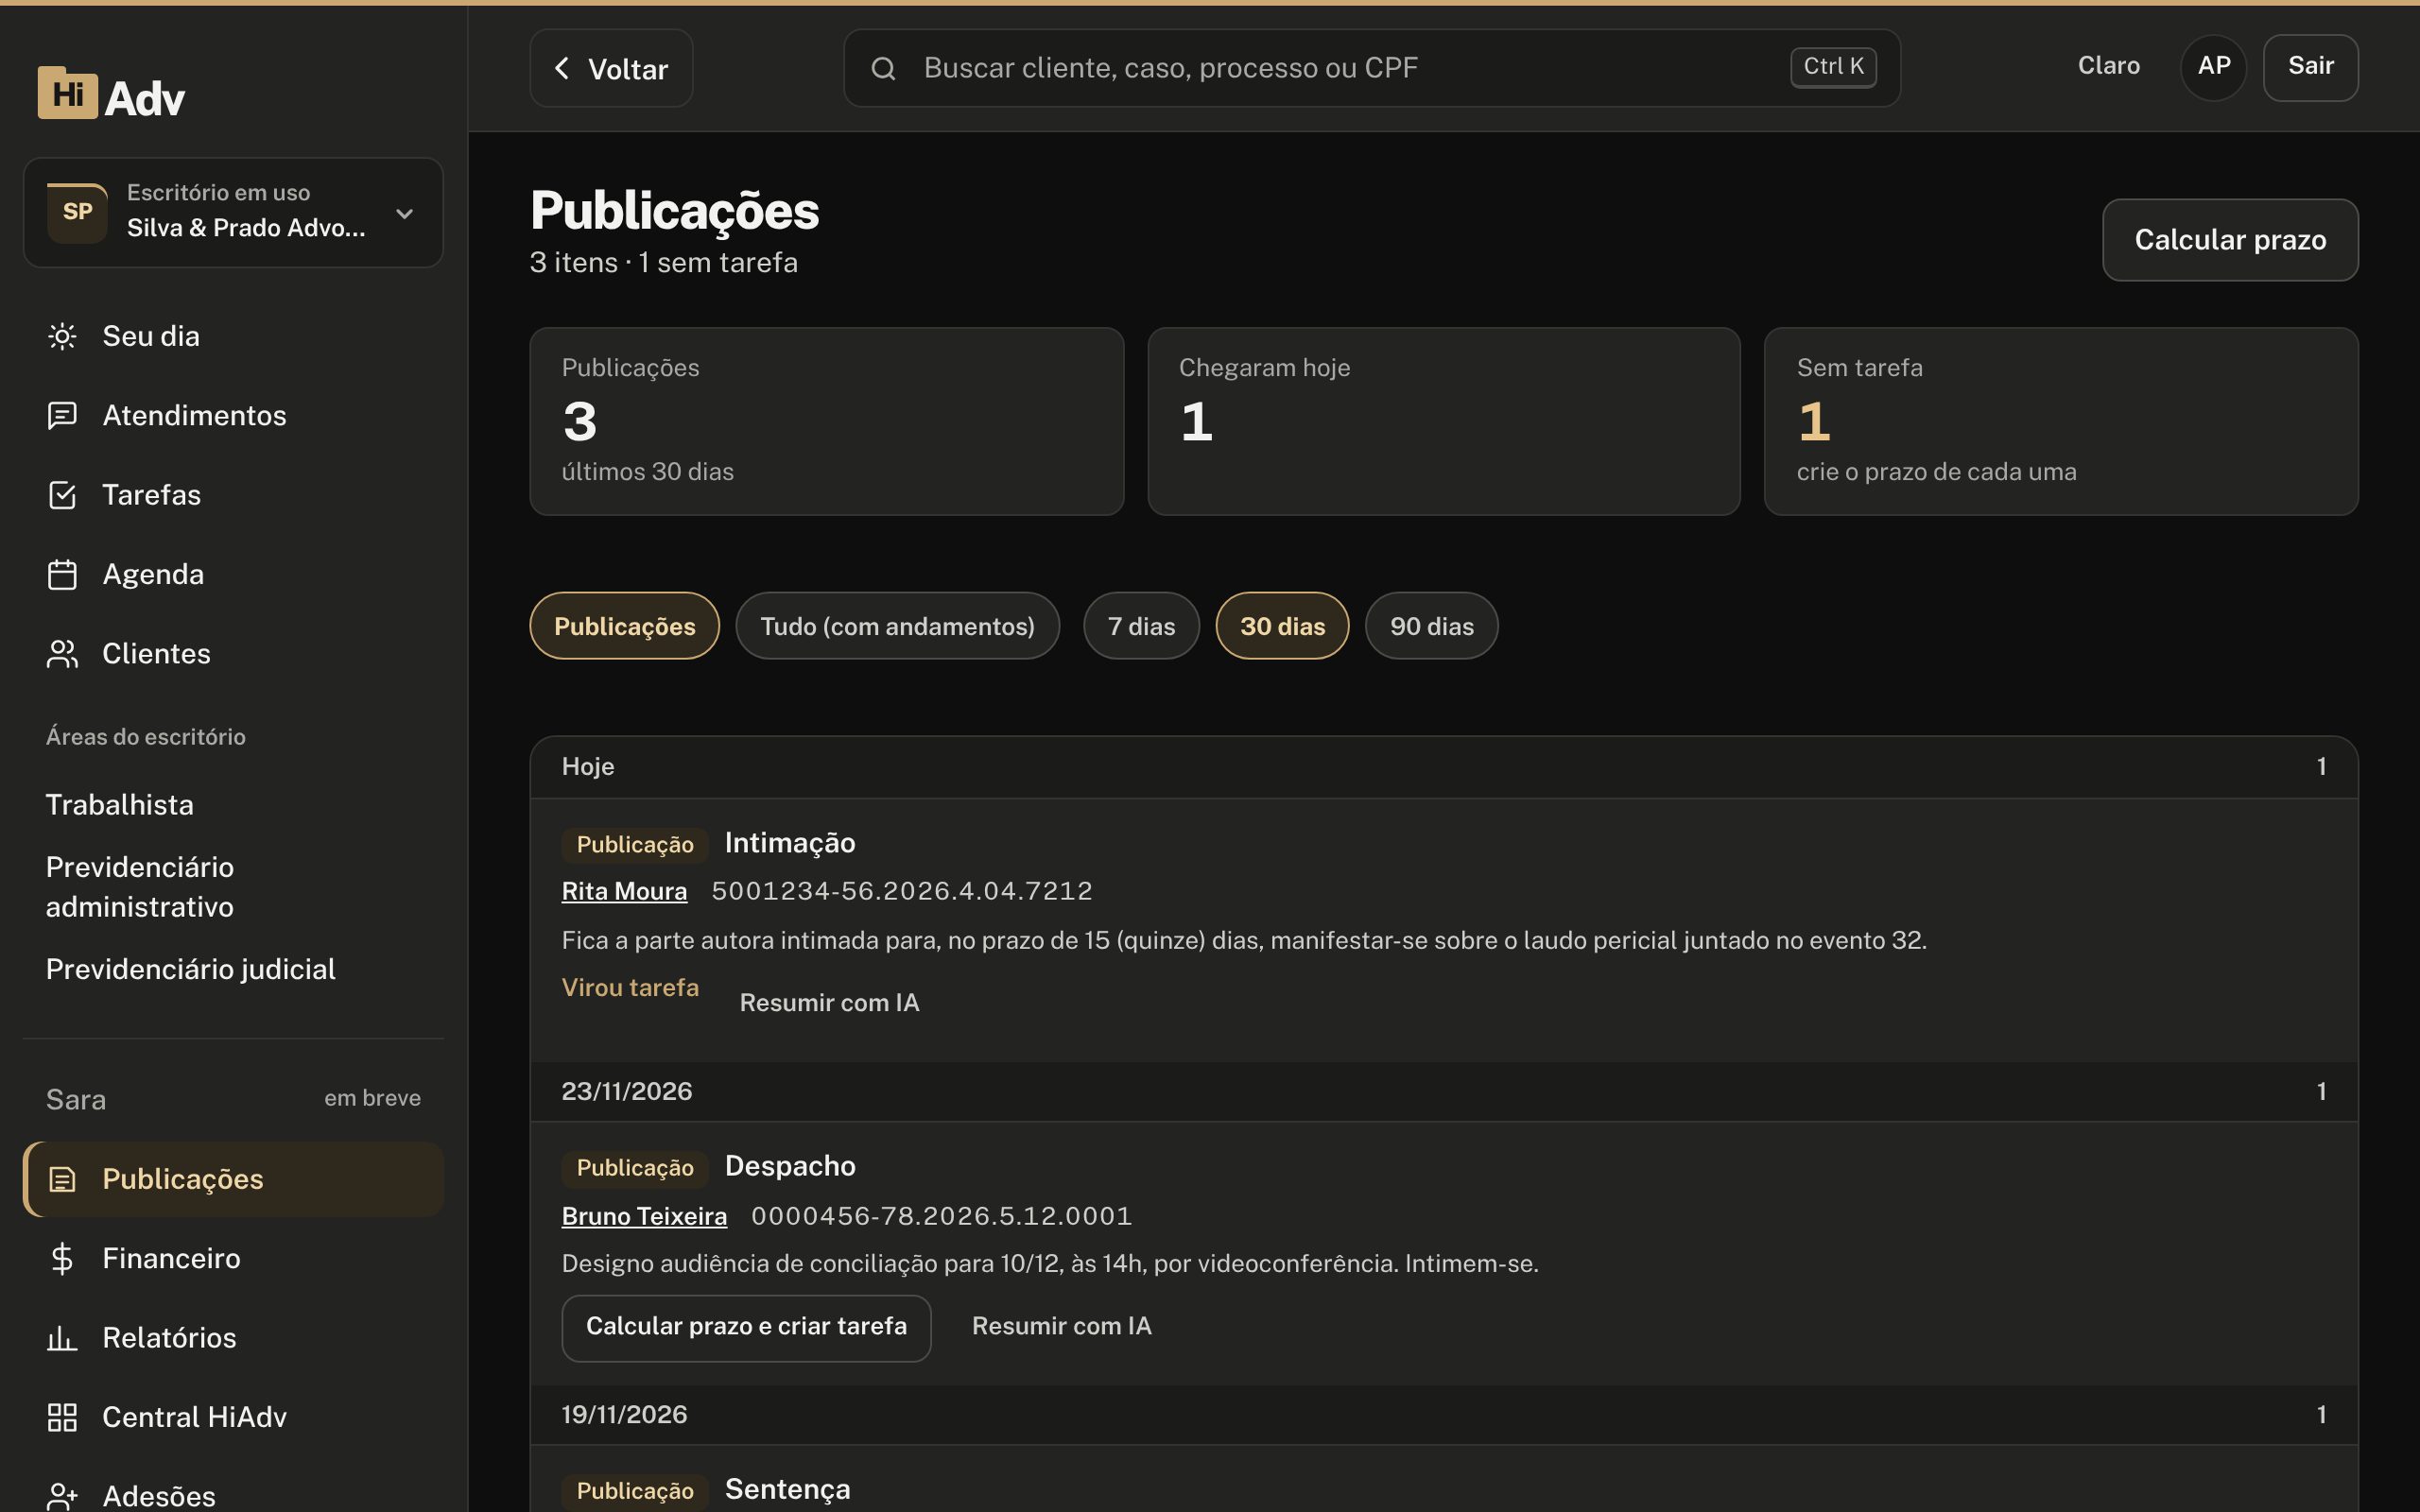 Hi Adv
Voltar
Buscar cliente, caso, processo ou CPF
Ctrl K
Claro
AP
Sair
SP
Escritório em uso
Silva & Prado Advo...
Seu dia
Atendimentos
Tarefas
Agenda
Clientes
Áreas do escritório
Trabalhista
Previdenciário
administrativo
Previdenciário judicial
Sara
em breve
Publicações
Financeiro
Relatórios
Central HiAdv
Adesões
Publicações
3 itens · 1 sem tarefa
Calcular prazo
Publicações
3
últimos 30 dias
Chegaram hoje
1
Sem tarefa
1
crie o prazo de cada uma
Publicações
Tudo (com andamentos)
7 dias
30 dias
90 dias
Hoje
1
Publicação Intimação
Rita Moura 5001234-56.2026.4.04.7212
Fica a parte autora intimada para, no prazo de 15 (quinze) dias, manifestar-se sobre o laudo pericial juntado no evento 32.
Virou tarefa
Resumir com IA
23/11/2026
1
Publicação Despacho
Bruno Teixeira 0000456-78.2026.5.12.0001
Designo audiência de conciliação para 10/12, às 14h, por videoconferência. Intimem-se.
Calcular prazo e criar tarefa
Resumir com IA
19/11/2026
1
Publicação Sentença